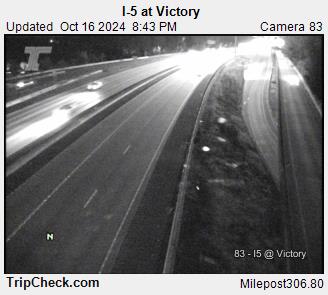 I-5 at Victory
Updated Oct 16 2024 8:43 PM Camera 83
T
N
83 - I5 @ Victory
TripCheck.com Milepost306.80